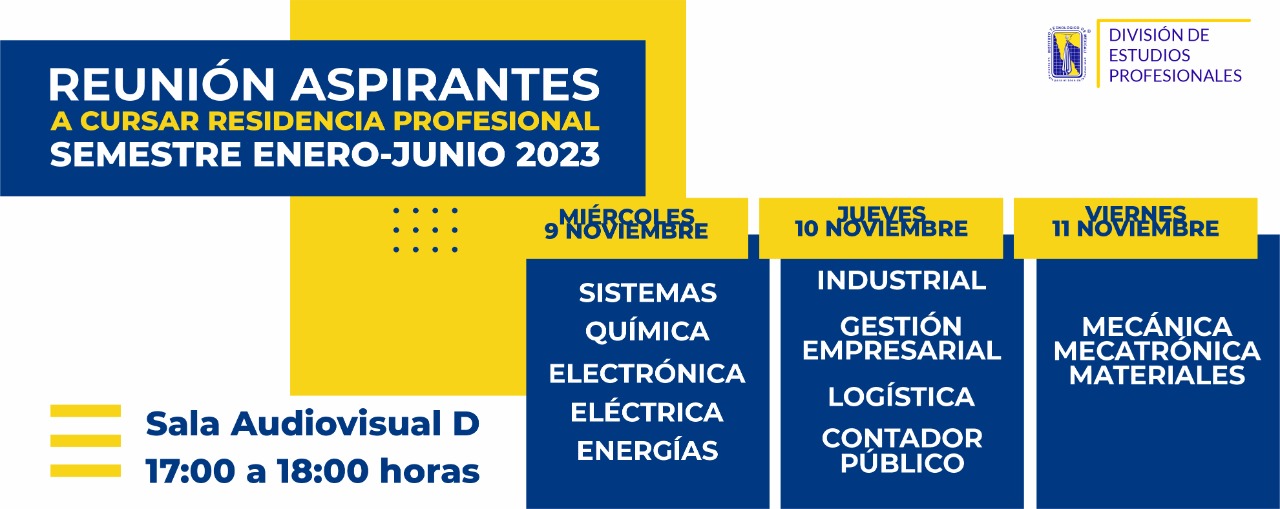 REUNIÓN ASPIRANTES
A CURSAR RESIDENCIA PROFESIONAL
SEMESTRE ENERO-JUNIO 2023
DIVISIÓN DE
ESTUDIOS
PROFESIONALES
MIÉRCOLES
9 NOVIEMBRE
SISTEMAS
QUÍMICA
ELECTRÓNICA
ELÉCTRICA
ENERGÍAS
JUEVES
10 NOVIEMBRE
INDUSTRIAL
GESTIÓN
EMPRESARIAL
LOGÍSTICA
CONTADOR
PÚBLICO
VIERNES
11 NOVIEMBRE
MECÁNICA
MECATRÓNICA
MATERIALES
Sala Audiovisual D
17:00 a 18:00 horas